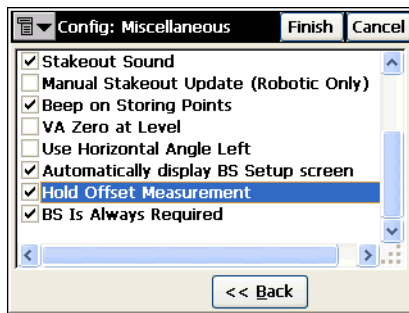 Config: Miscellaneous Finish Cancel
Stakeout Sound
Manual Stakeout Update (Robotic Only)
Beep on Storing Points
VA Zero at Level
Use Horizontal Angle Left
Automatically display BS Setup screen
Hold Offset Measurement
BS Is Always Required
<< Back